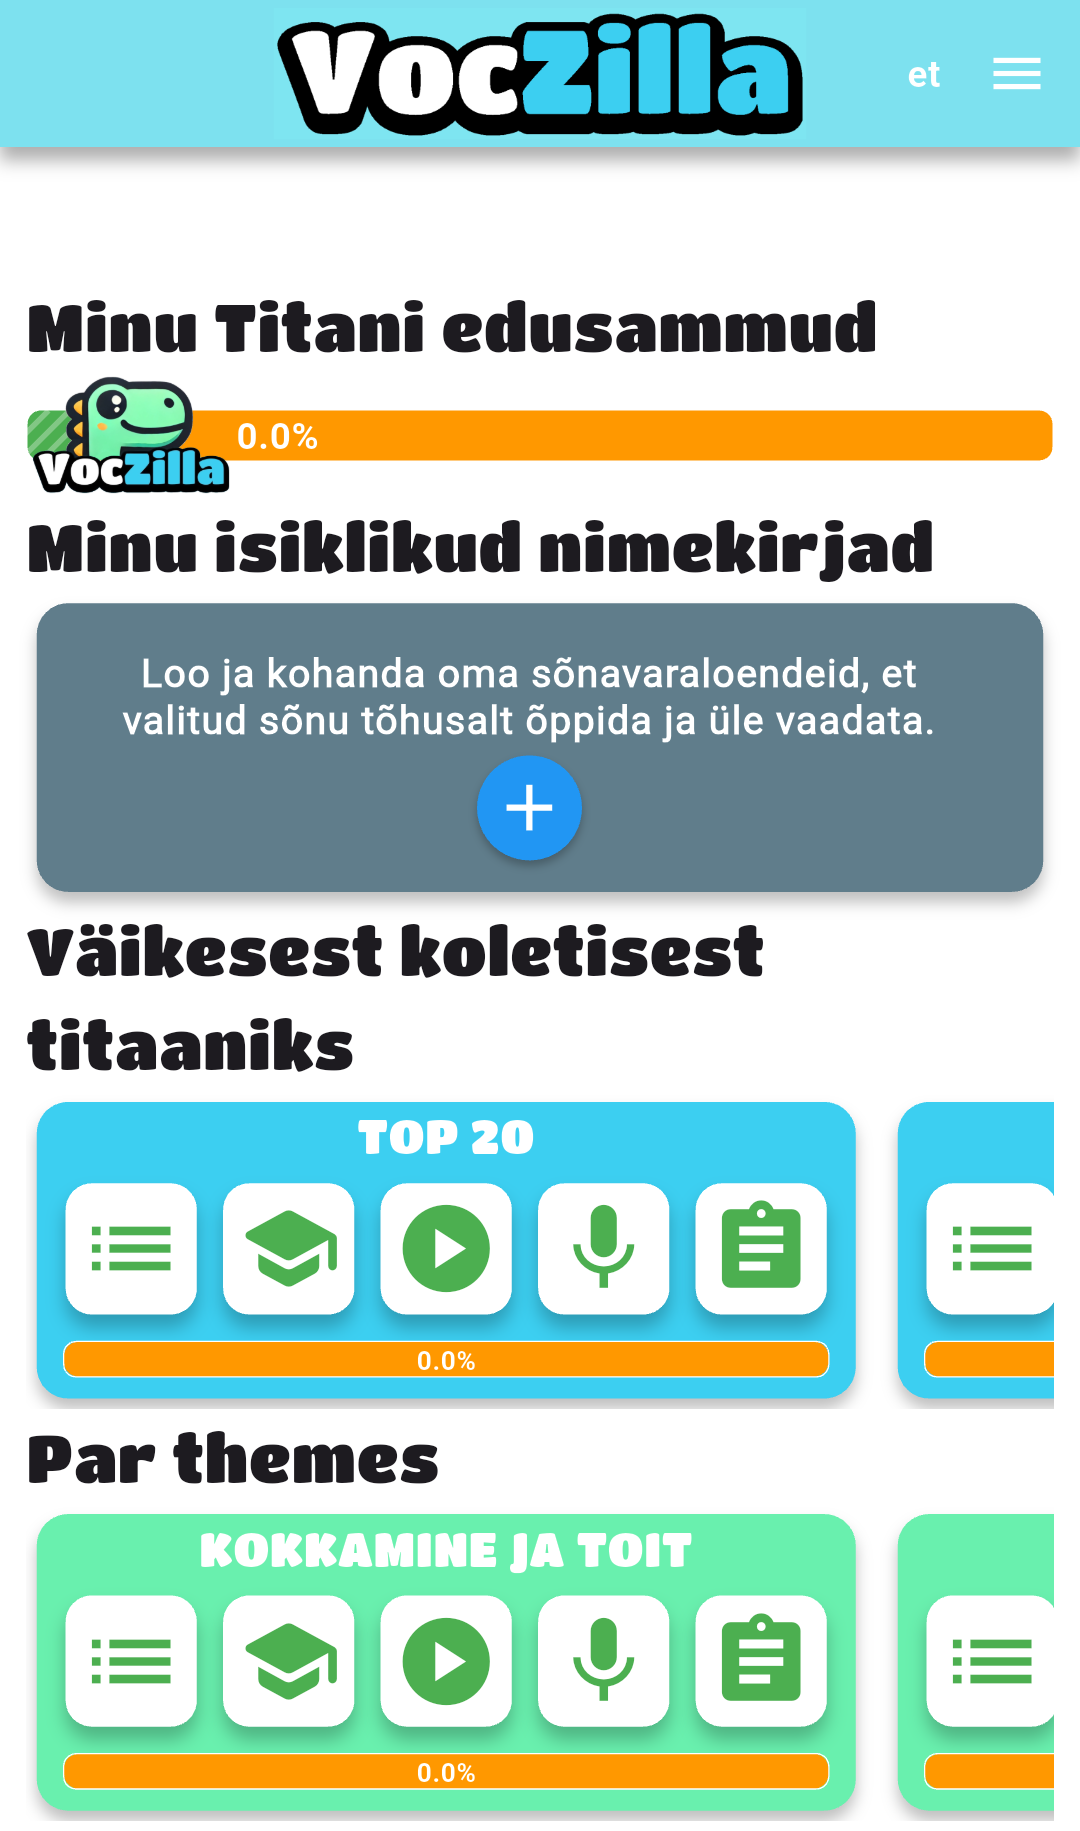 VocZilla
et
Minu Titani edusammud
0.0%
VocZilla
Minu isiklikud nimekirjad
Loo ja kohanda oma sõnavaraloendeid, et
valitud sõnu tõhusalt õppida ja üle vaadata.
Väikesest koletisest
titaaniks
TOP 20
0.0%
Par themes
KOKKAMINE JA TOIT
0.0%